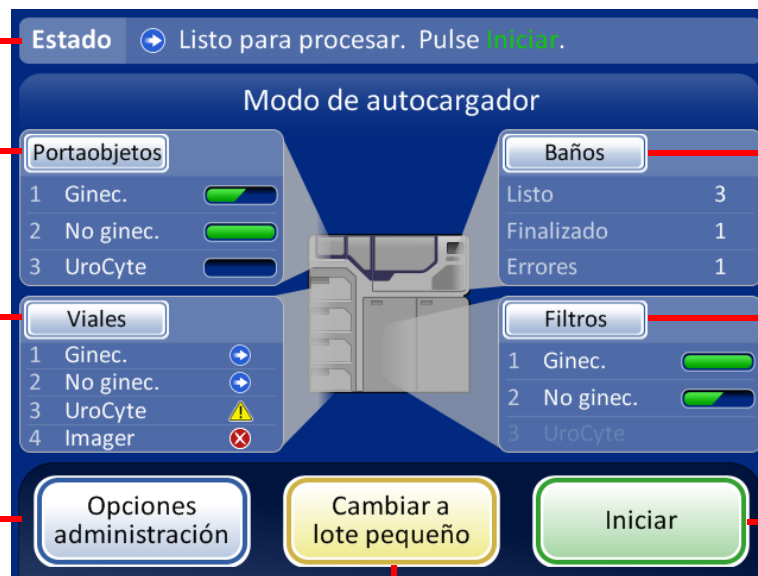 Estado Listo para procesar. Pulse Iniciar.
Modo de autocargador
Portaobjetos
1 Ginec.
2 No ginec.
3 UroCyte
Viales
1 Ginec.
2 No ginec.
3 UroCyte
4 Imager
Baños
Listo 3
Finalizado 1
Errores 1
Filtros
1 Ginec.
2 No ginec.
3 UroCyte
Opciones
administración
Cambiar a
lote pequeño
Iniciar